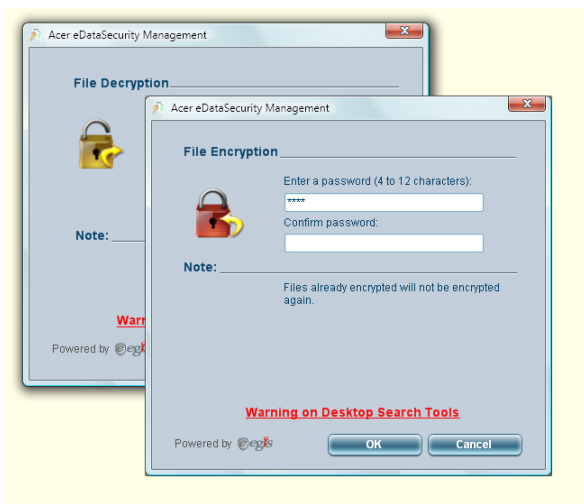 Acer eDataSecurity Management
File Decryption
Note:
Warn
Powered by egis
Acer eDataSecurity Management
File Encryption
Enter a password (4 to 12 characters):
****
Confirm password:
Note:
Files already encrypted will not be encrypted
again.
Warning on Desktop Search Tools
Powered by egis
OK
Cancel